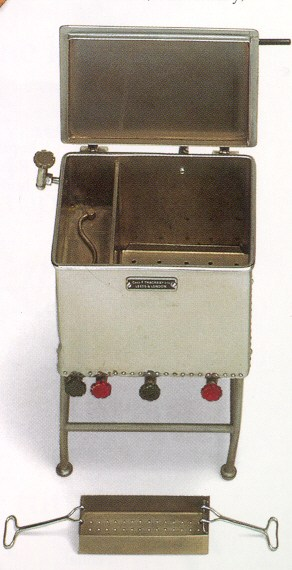 CHAS F. THACKRAY LTD
LEEDS & LONDON